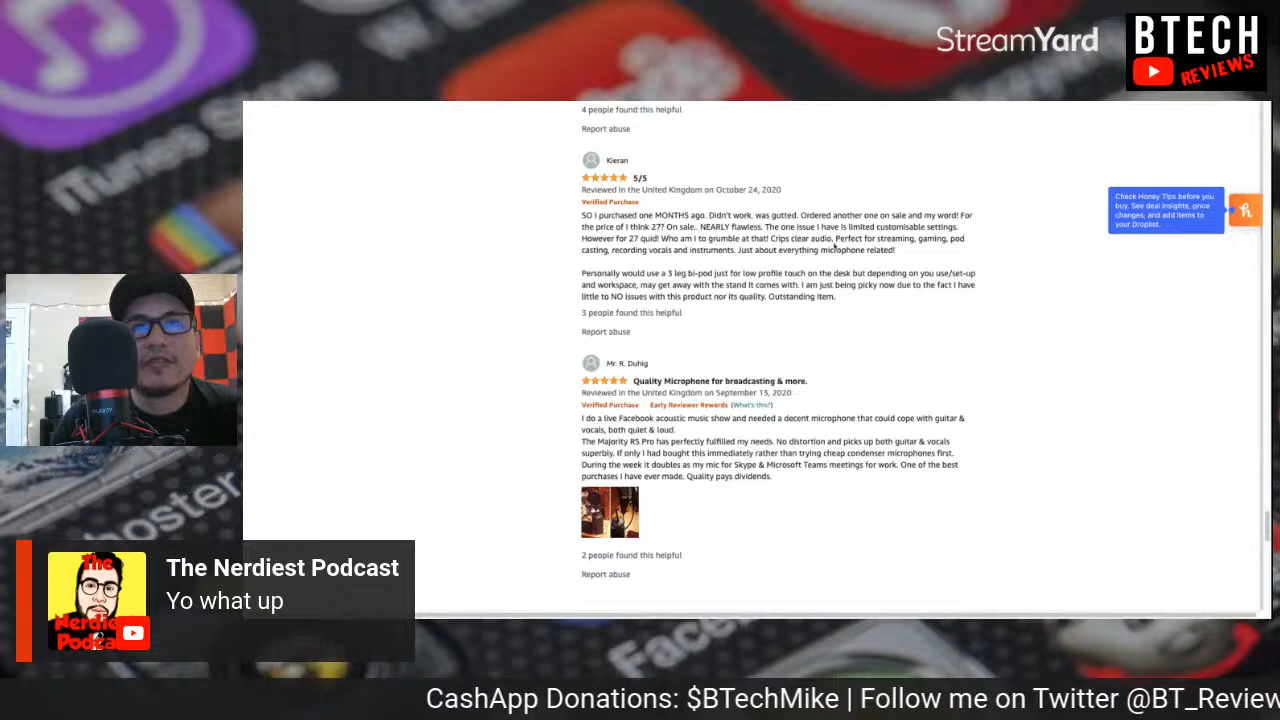 StreamYard
BTECH
REVIEWS
4 people found this helpful
Report abuse
Kieran
5/5
Reviewed in the United Kingdom on October 24, 2020
Verified Purchase
SO I purchased one MONTHS ago. Didn't work. was gutted. Ordered another one on sale and my word! For
the price of I think 27? On sale.. NEARLY flawless. The one issue I have is limited customisable settings.
However for 27 quid! Who am I to grumble at that! Crips clear audio. Perfect for streaming, gaming, pod
casting, recording vocals and instruments. Just about everything microphone related!
Personally would use a 3 leg bi-pod just for low profile touch on the desk but depending on you use/set-up
and workspace, may get away with the stand it comes with. I am just being picky now due to the fact I have
little to NO issues with this product nor its quality. Outstanding item.
3 people found this helpful
Report abuse
Mr. R. Duhig
Quality Microphone for broadcasting & more.
Reviewed in the United Kingdom on September 13, 2020
Verified Purchase Early Reviewer Rewards (What's this?)
I do a live Facebook acoustic music show and needed a decent microphone that could cope with guitar &
vocals, both quiet & loud.
The Majority RS Pro has perfectly fulfilled my needs. No distortion and picks up both guitar & vocals
superbly. If only I had bought this immediately rather than trying cheap condenser microphones first.
During the week it doubles as my mic for Skype & Microsoft Teams meetings for work. One of the best
purchases I have ever made. Quality pays dividends.
2 people found this helpful
Report abuse
Check Honey Tips before you
buy. See deal insights, price
changes, and add items to
your Droplist.
h
The Nerdiest Podcast
Yo what up
The
Nerdies
Podca
CashApp Donations: $BTechMike | Follow me on Twitter @BT_Review